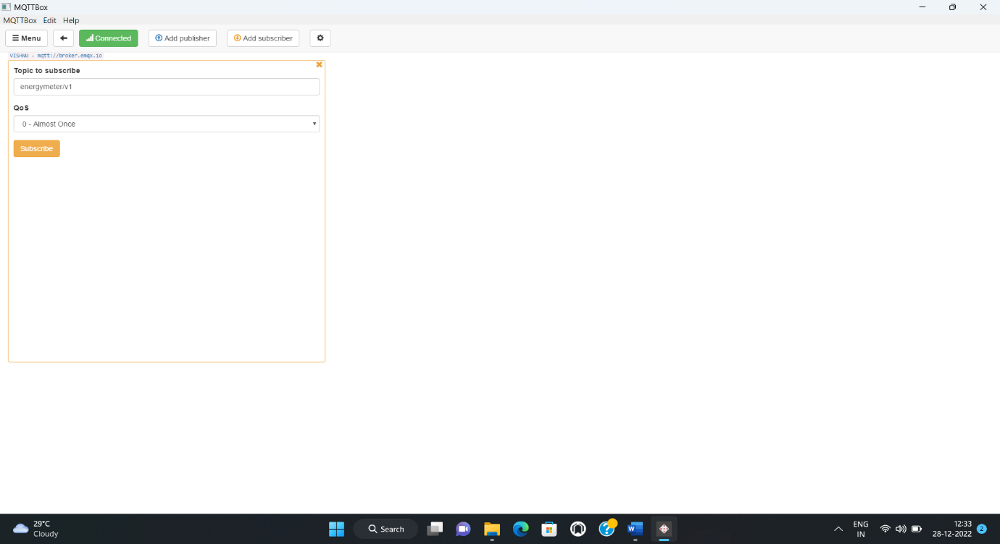 MQTTBox
MQTTBox Edit Help
Menu Connected Add publisher Add subscriber
VISHNU - mqtt://broker.emqx.io
Topic to subscribe
energymeter/v1
QoS
0 - Almost Once
Subscribe
29°C
Cloudy
Search
ENG
IN
12:33
28-12-2022
2